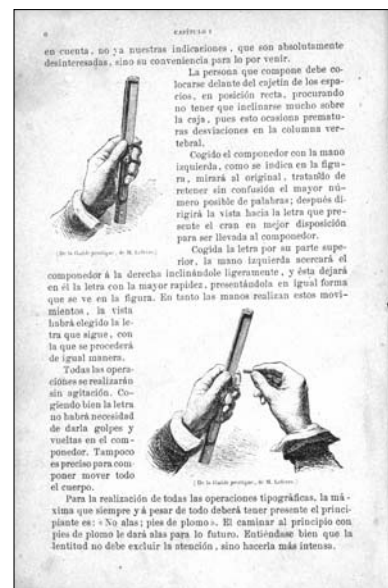 6
CAPÍTULO I
en cuenta, no ya nuestras indicaciones, que son absolutamente
desinteresadas, sino su conveniencia para lo por venir.
La persona que compone debe co-
locarse delante del cajetín de los espa-
cios, en posición recta, procurando
no tener que inclinarse mucho sobre
la caja, pues esto ocasiona prematu-
ras desviaciones en la columna ver-
tebral.
Cogido el componedor con la mano
izquierda, como se indica en la figu-
ra, mirará al original, tratando de
retener sin confusión el mayor nú-
mero posible de palabras; después di-
rigirá la vista hacia la letra que pre-
sente el cran en mejor disposición
para ser llevada al componedor.
(De la Guide pratique, de M. Leclerc.)
Cogida la letra por su parte supe-
rior, la mano izquierda acercará el
componedor á la derecha inclinándole ligeramente, y ésta dejará
en él la letra con la mayor rapidez, presentándola en igual forma
que se ve en la figura. En tanto las manos realizan estos movi-
mientos, la vista
habrá elegido la le-
tra que sigue, con
la que se procederá
de igual manera.
Todas las opera-
ciones se realizarán
sin agitación. Co-
giendo bien la letra
no habrá necesidad
de darla golpes y
vueltas en el com-
ponedor. Tampoco
es preciso para com-
poner mover todo
el cuerpo.
(De la Guide pratique, de M. Leclerc.)
Para la realización de todas las operaciones tipográficas, la má-
xima que siempre y á pesar de todo deberá tener presente el princi-
piante es: «No alas; pies de plomo». El caminar al principio con
pies de plomo le dará alas para lo futuro. Entiéndase bien que la
lentitud no debe excluir la atención, sino hacerla más intensa.